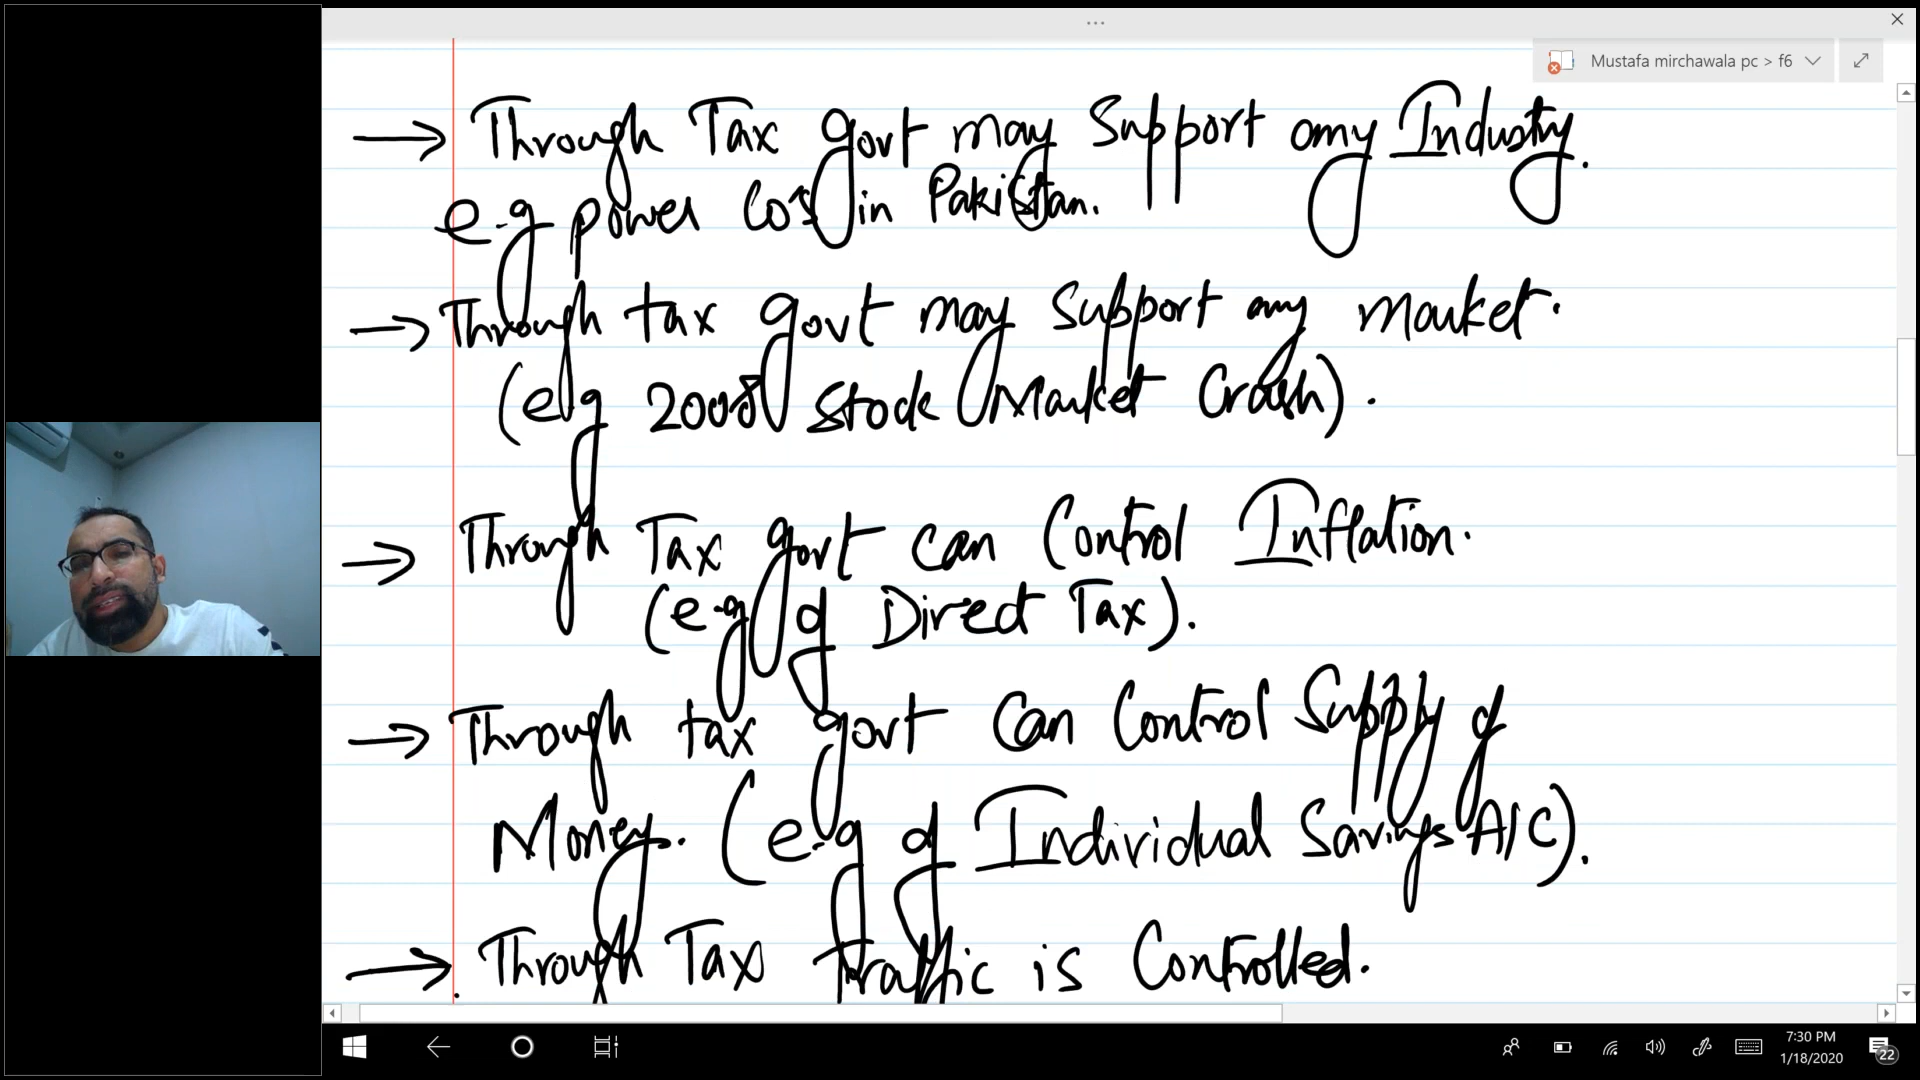 Mustafa mirchawala pc > f6
→ Through Tax govt may Support any Industry.
e.g power Co's in Pakistan.
→ Through tax govt may Support any market.
(e.g 2008 Stock Market Crash).
→ Through Tax govt can Control Inflation.
(e.g of Direct Tax).
→ Through tax govt Can Control Supply of
Money. (e.g of Individual Savings A/C).
→ Through Tax traffic is Controlled.
7:30 PM
1/18/2020
22